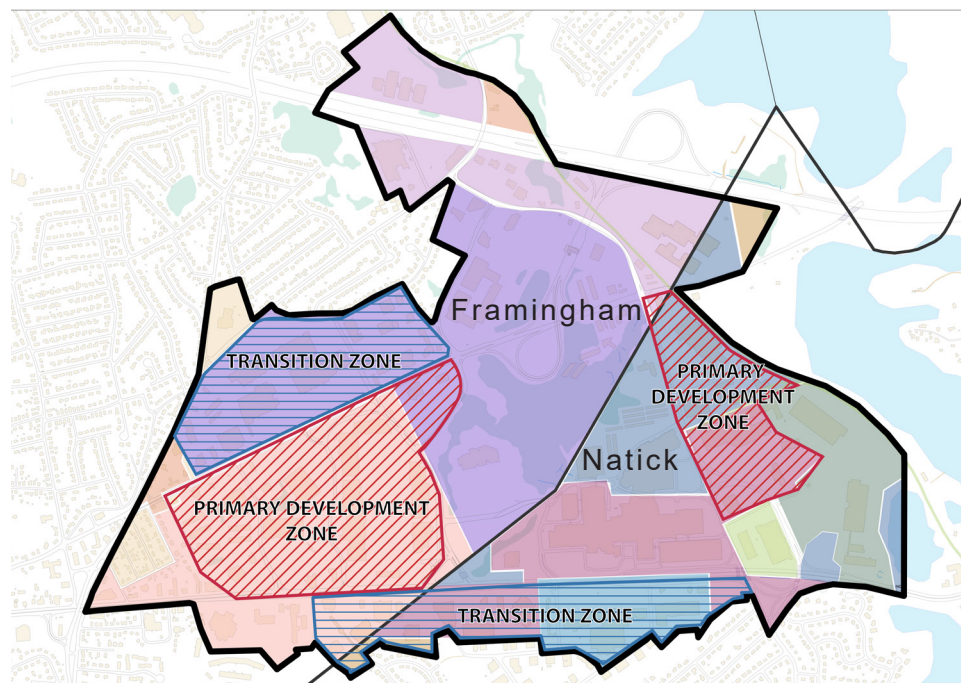 Framingham
TRANSITION ZONE
PRIMARY
DEVELOPMENT
ZONE
Natick
PRIMARY DEVELOPMENT
ZONE
TRANSITION ZONE